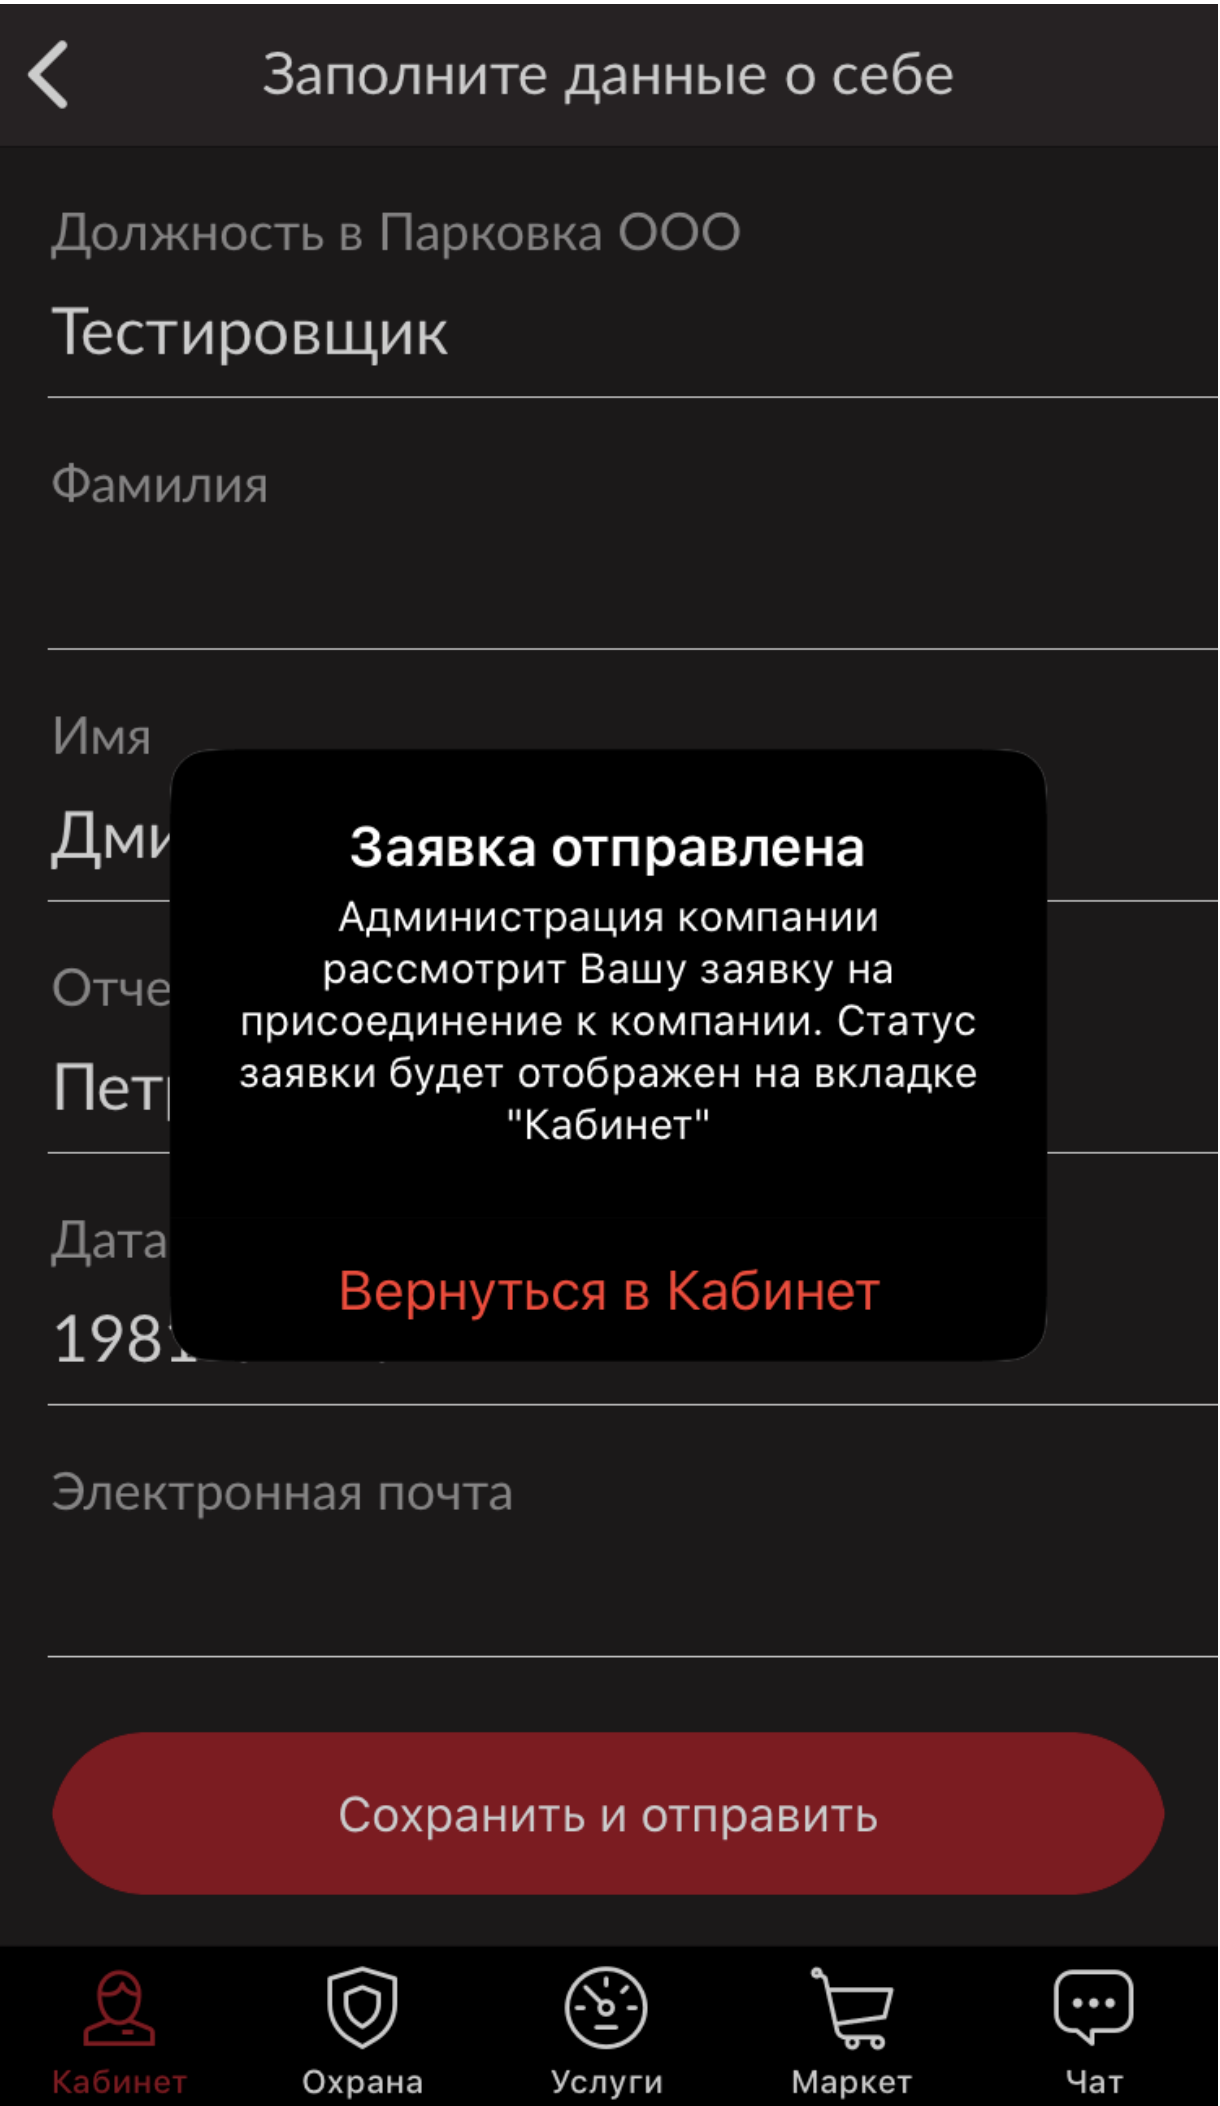 Заполните данные о себе
Должность в Парковка ООО
Тестировщик
Фамилия
Имя
Заявка отправлена
Администрация компании
рассмотрит Вашу заявку на
присоединение к компании. Статус
заявки будет отображен на вкладке
"Кабинет"
Дата
Вернуться в Кабинет
Электронная почта
Сохранить и отправить
Кабинет
Охрана
Услуги
Маркет
Чат